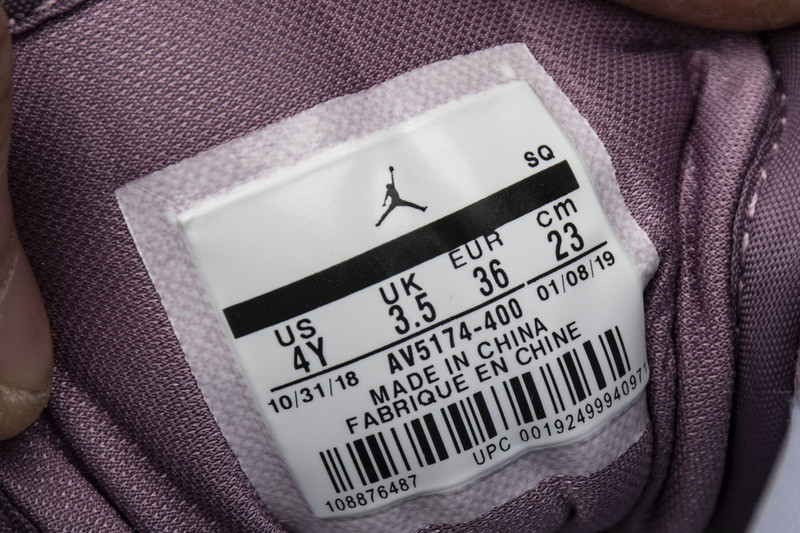 SQ
US UK EUR cm
4Y 3.5 36 23
10/31/18 AV5174-400 01/08/19
MADE IN CHINA
FABRIQUE EN CHINE
108876487 UPC 00192499940971